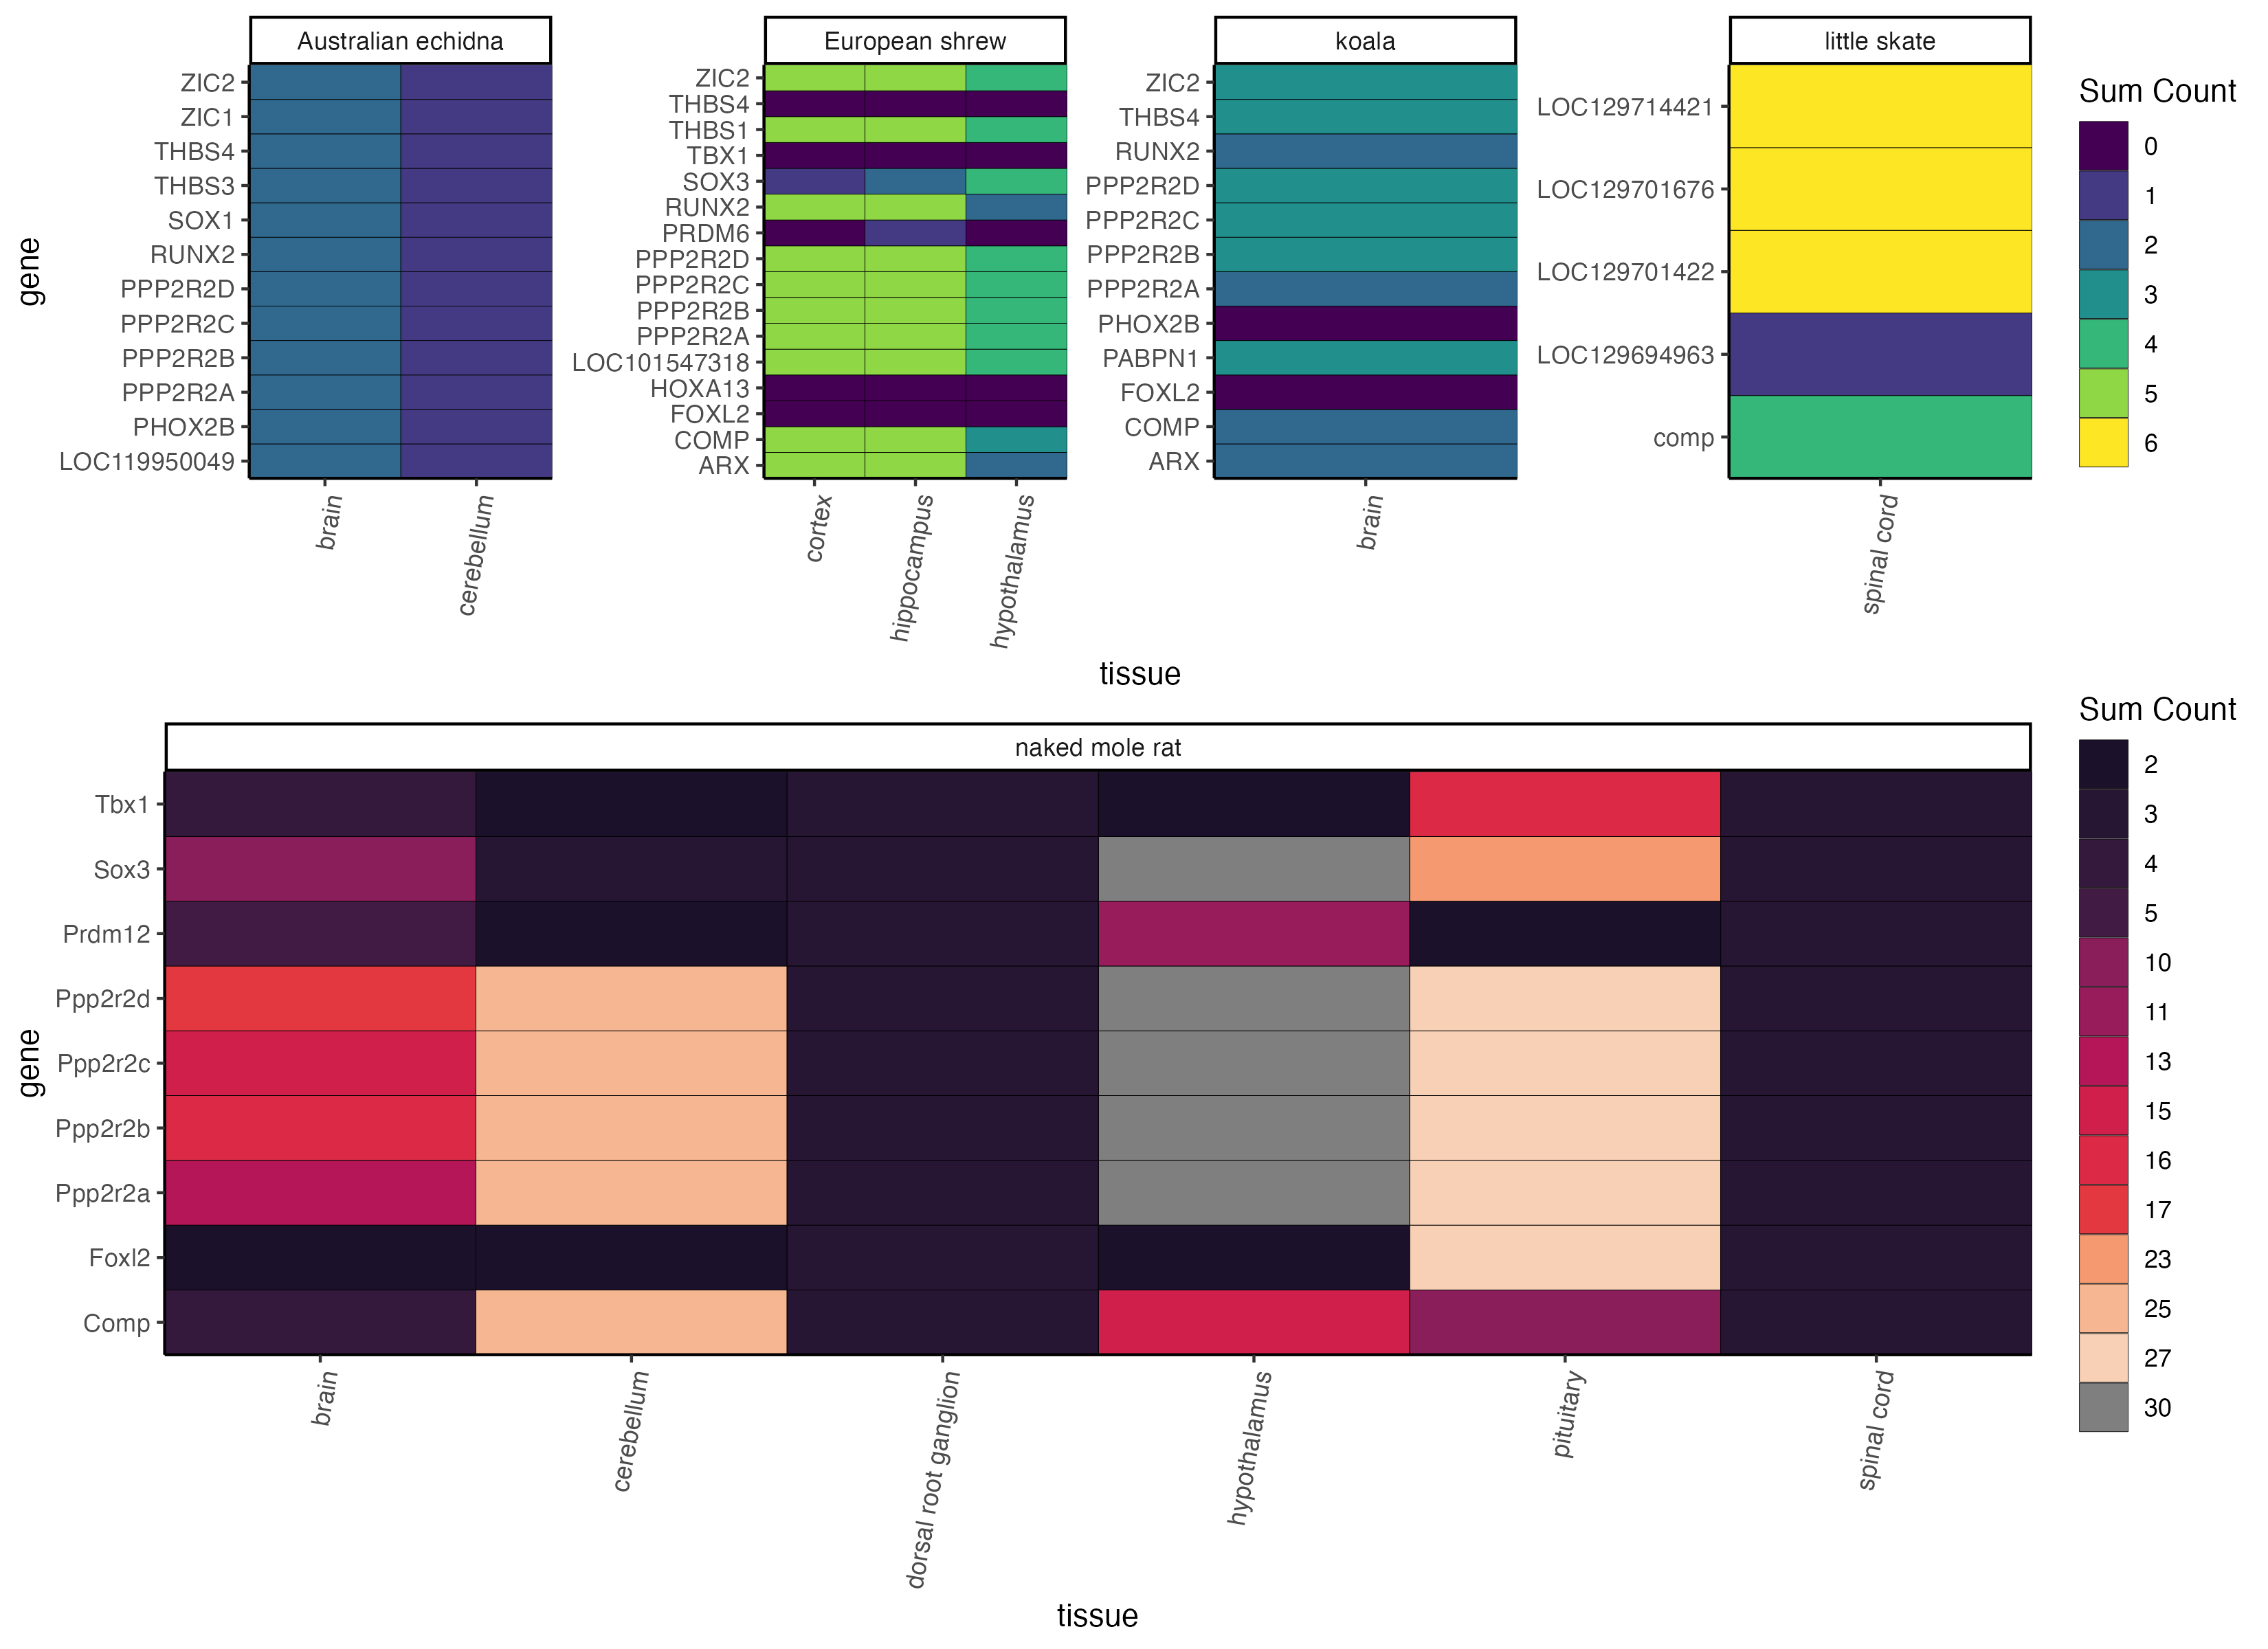 Australian echidna
European shrew
koala
little skate
gene
ZIC2
ZIC1
THBS4
THBS3
SOX1
RUNX2
PPP2R2D
PPP2R2C
PPP2R2B
PPP2R2A
PHOX2B
LOC119950049
brain
cerebellum
ZIC2
THBS4
THBS1
TBX1
SOX3
RUNX2
PRDM6
PPP2R2D
PPP2R2C
PPP2R2B
PPP2R2A
LOC101547318
HOXA13
FOXL2
COMP
ARX
cortex
hippocampus
hypothalamus
ZIC2
THBS4
RUNX2
PPP2R2D
PPP2R2C
PPP2R2B
PPP2R2A
PHOX2B
PABPN1
FOXL2
COMP
ARX
brain
LOC129714421
LOC129701676
LOC129701422
LOC129694963
comp
spinal cord
tissue
Sum Count
0
1
2
3
4
5
6
naked mole rat
gene
Tbx1
Sox3
Prdm12
Ppp2r2d
Ppp2r2c
Ppp2r2b
Ppp2r2a
Foxl2
Comp
brain
cerebellum
dorsal root ganglion
hypothalamus
pituitary
spinal cord
tissue
Sum Count
2
3
4
5
10
11
13
15
16
17
23
25
27
30